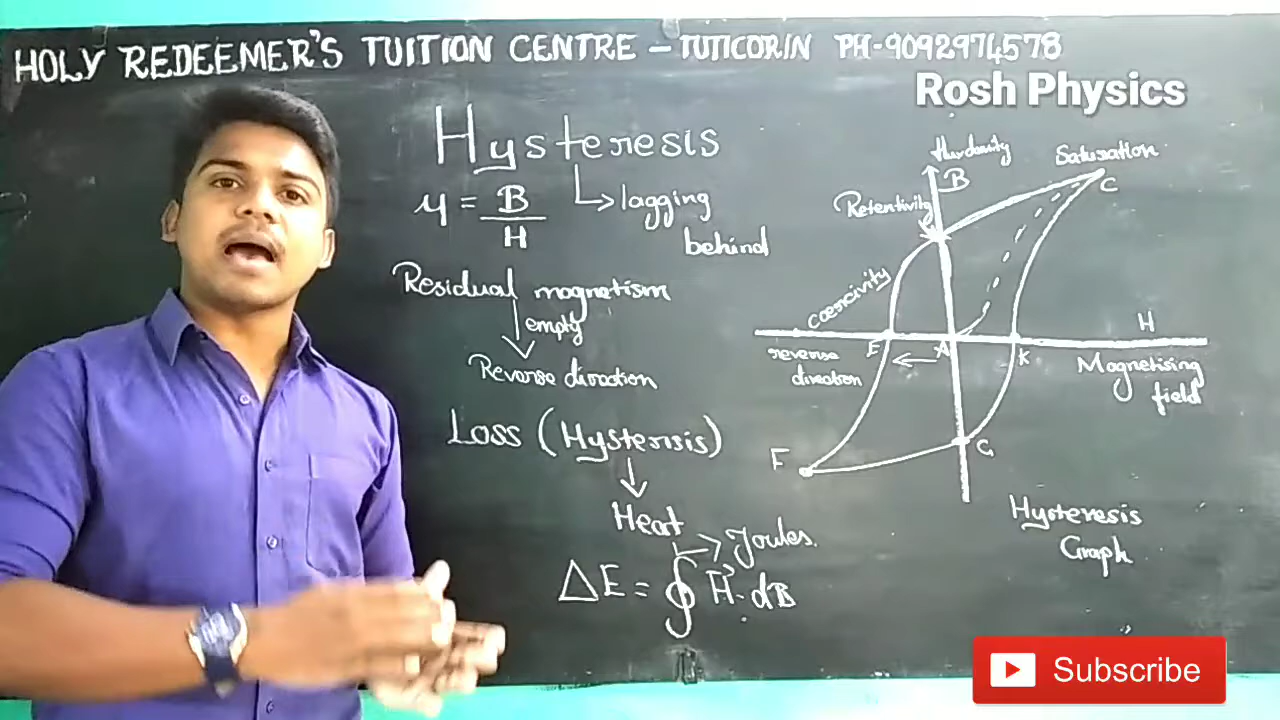 HOLY REDEEMER'S TUITION CENTRE – TUTICORIN PH-9092974578
Rosh Physics
Hysteresis
μ = B
H
lagging
behind
Residual magnetism
empty
Reverse direction
Loss (Hysterisis)
Heat
Joules.
ΔE = ∮ H⃗. dB
Saturation
B
C
Retentivity
coercivity
H
E
A
K
reverse
direction
Magnetising
field
F
G
Hysteresis
Graph
Subscribe